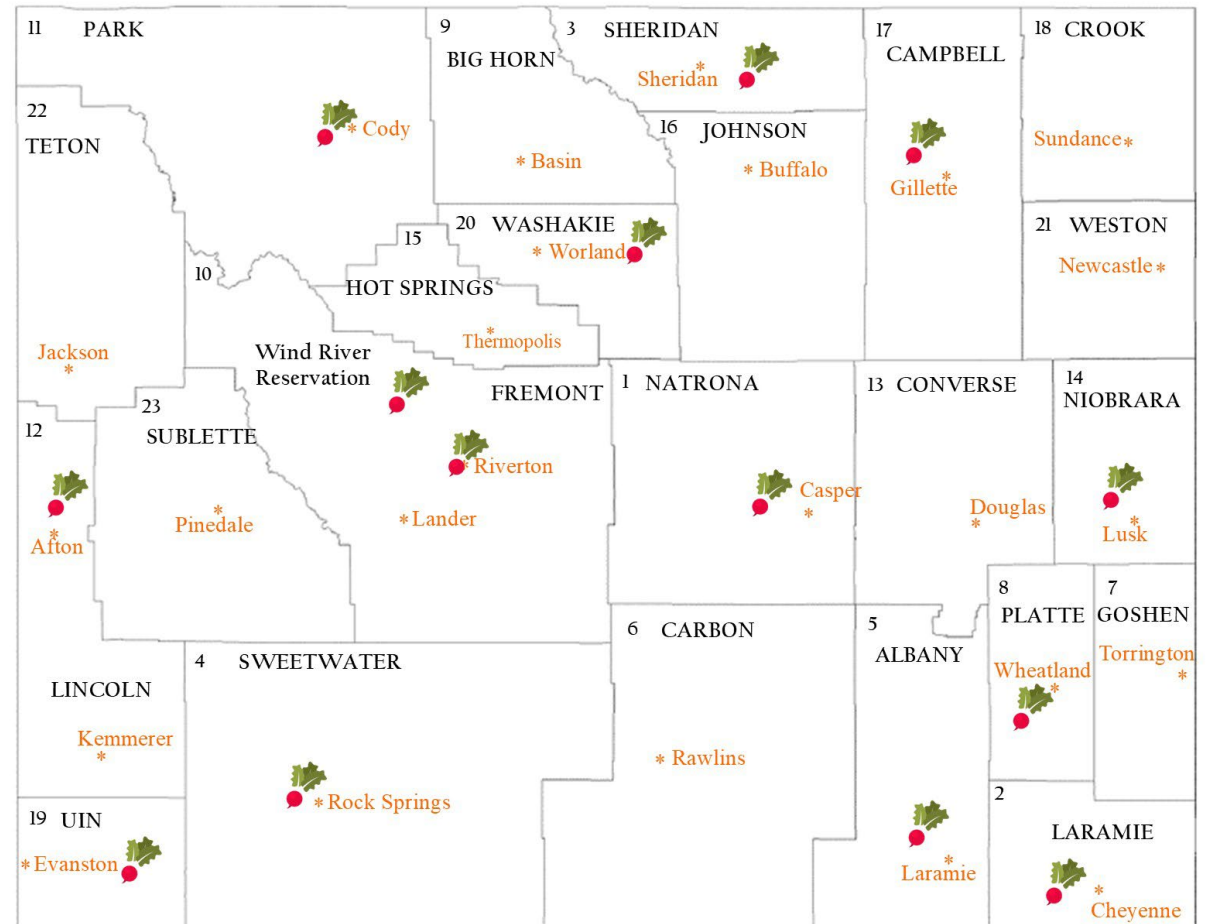 11 PARK
9
BIG HORN
3 SHERIDAN
17
CAMPBELL
18 CROOK
Sheridan
22
TETON
Cody
16 JOHNSON
Basin
Buffalo
Gillette
Sundance
20 WASHAKIE
Worland
15
HOT SPRINGS
Thermopolis
21 WESTON
Newcastle
10
Jackson
Wind River
Reservation
FREMONT
1 NATRONA
13 CONVERSE
14
NIOBRARA
23
SUBLETTE
12
Riverton
Casper
Pinedale
Lander
Douglas
Lusk
Afton
8
PLATTE
7
GOSHEN
6 CARBON
5
ALBANY
4 SWEETWATER
Torrington
Wheatland
LINCOLN
Kemmerer
Rawlins
Rock Springs
2
LARAMIE
19 UIN
Evanston
Laramie
Cheyenne